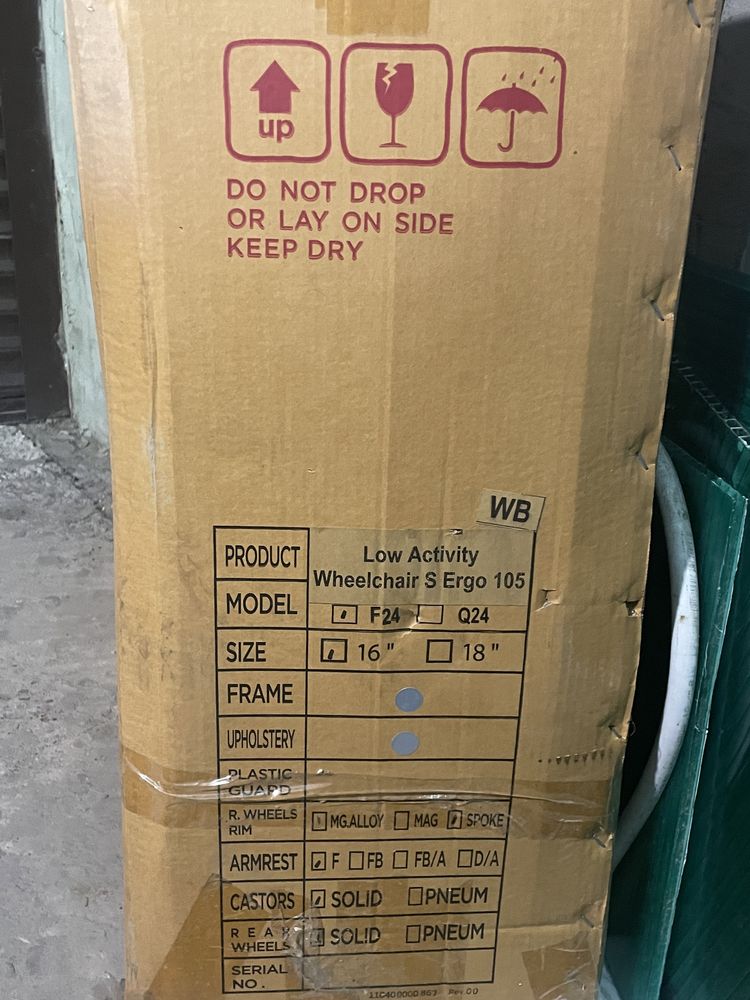 up
DO NOT DROP
OR LAY ON SIDE
KEEP DRY
WB
PRODUCT Low Activity
Wheelchair S Ergo 105
MODEL F24 Q24
SIZE 16" 18"
FRAME
UPHOLSTERY
PLASTIC
GUARD
R. WHEELS
RIM MG.ALLOY MAG SPOKE
ARMREST F FB FB/A D/A
CASTORS SOLID PNEUM
REAR
WHEELS SOLID PNEUM
SERIAL
NO.
Rev.00